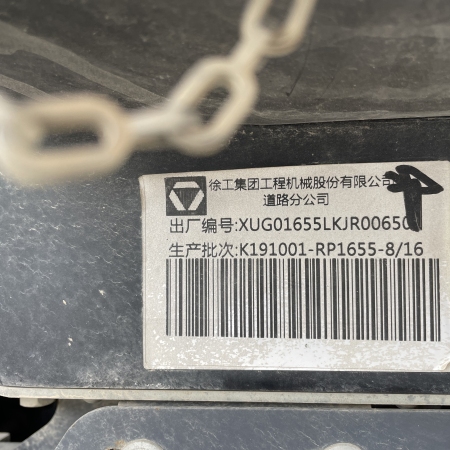 徐工集团工程机械股份有限公司
道路分公司
出厂编号:XUG01655LKJR00650
生产批次:K191001-RP1655-8/16